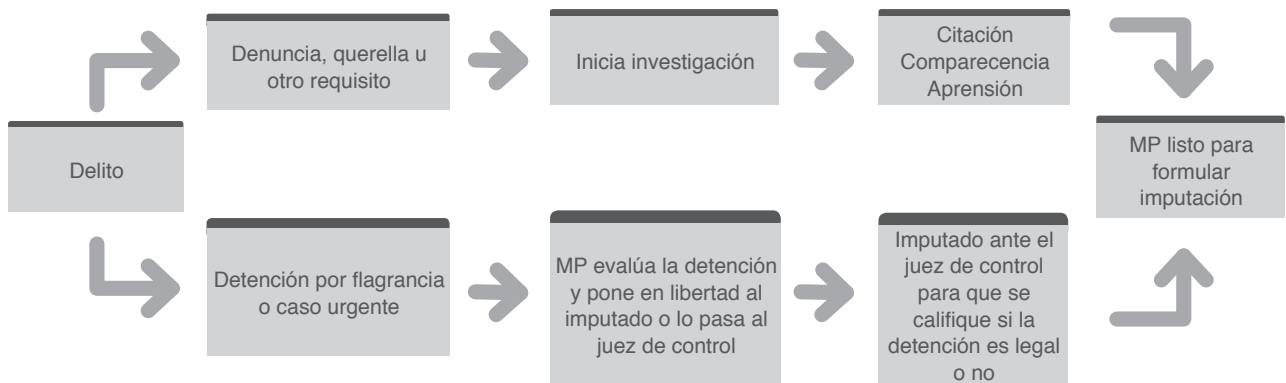 Delito
Denuncia, querella u
otro requisito
Inicia investigación
Citación
Comparecencia
Aprensión
Detención por flagrancia
o caso urgente
MP evalúa la detención
y pone en libertad al
imputado o lo pasa al
juez de control
Imputado ante el
juez de control
para que se
califique si la
detención es legal
o no
MP listo para
formular
imputación